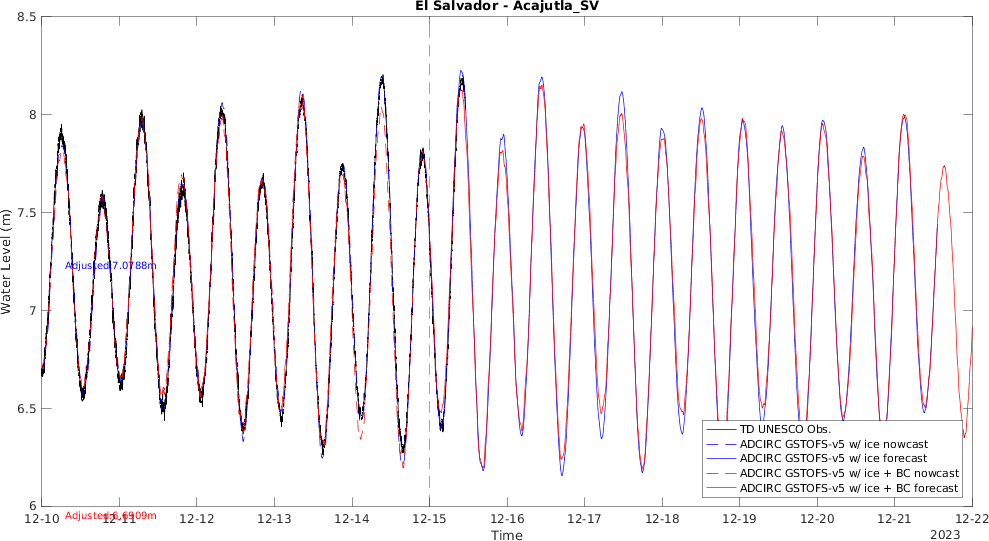 El Salvador - Acajutla_SV
8.5
8
7.5
7
6.5
6
Water Level (m)
Adjusted:7.0788m
Adjusted:6.6909m
TD UNESCO Obs.
ADCIRC GSTOFS-v5 w/ ice nowcast
ADCIRC GSTOFS-v5 w/ ice forecast
ADCIRC GSTOFS-v5 w/ ice + BC nowcast
ADCIRC GSTOFS-v5 w/ ice + BC forecast
12-10 12-11 12-12 12-13 12-14 12-15 12-16 12-17 12-18 12-19 12-20 12-21 12-22
Time
2023